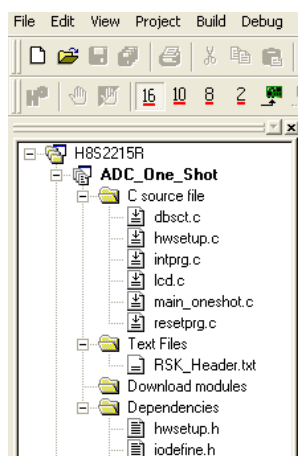 File Edit View Project Build Debug
16 10 8 2
H8S2215R
ADC_One_Shot
C source file
dbsct.c
hwsetup.c
intprg.c
lcd.c
main_oneshot.c
resetprg.c
Text Files
RSK_Header.txt
Download modules
Dependencies
hwsetup.h
iodefine.h